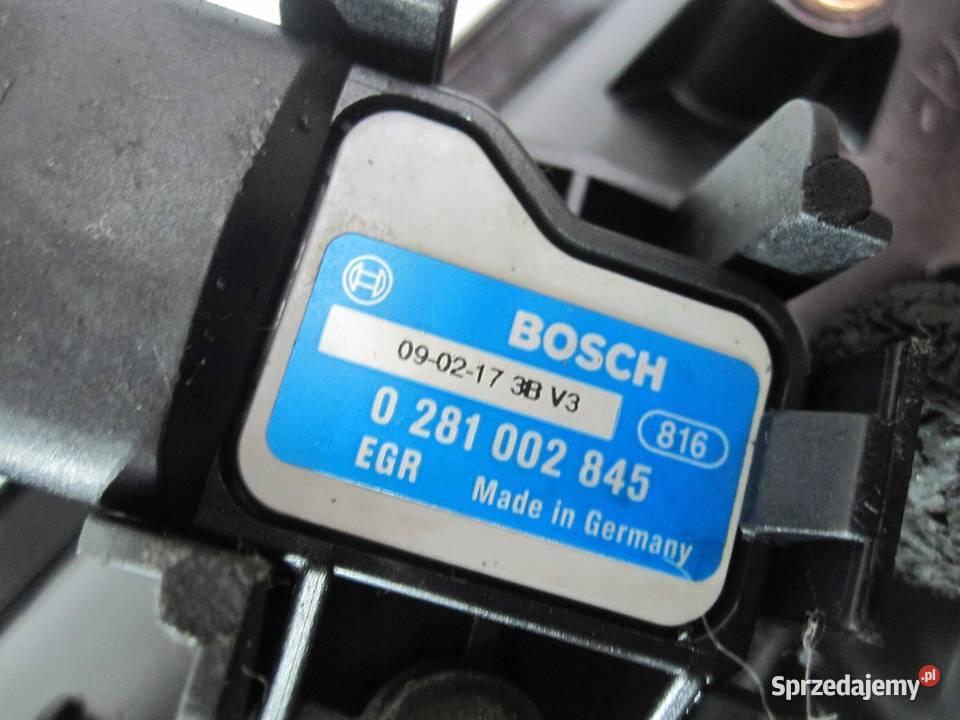 BOSCH
09-02-17 3B V3
0 281 002 845
816
EGR
Made in Germany
Sprzedajemy.pl